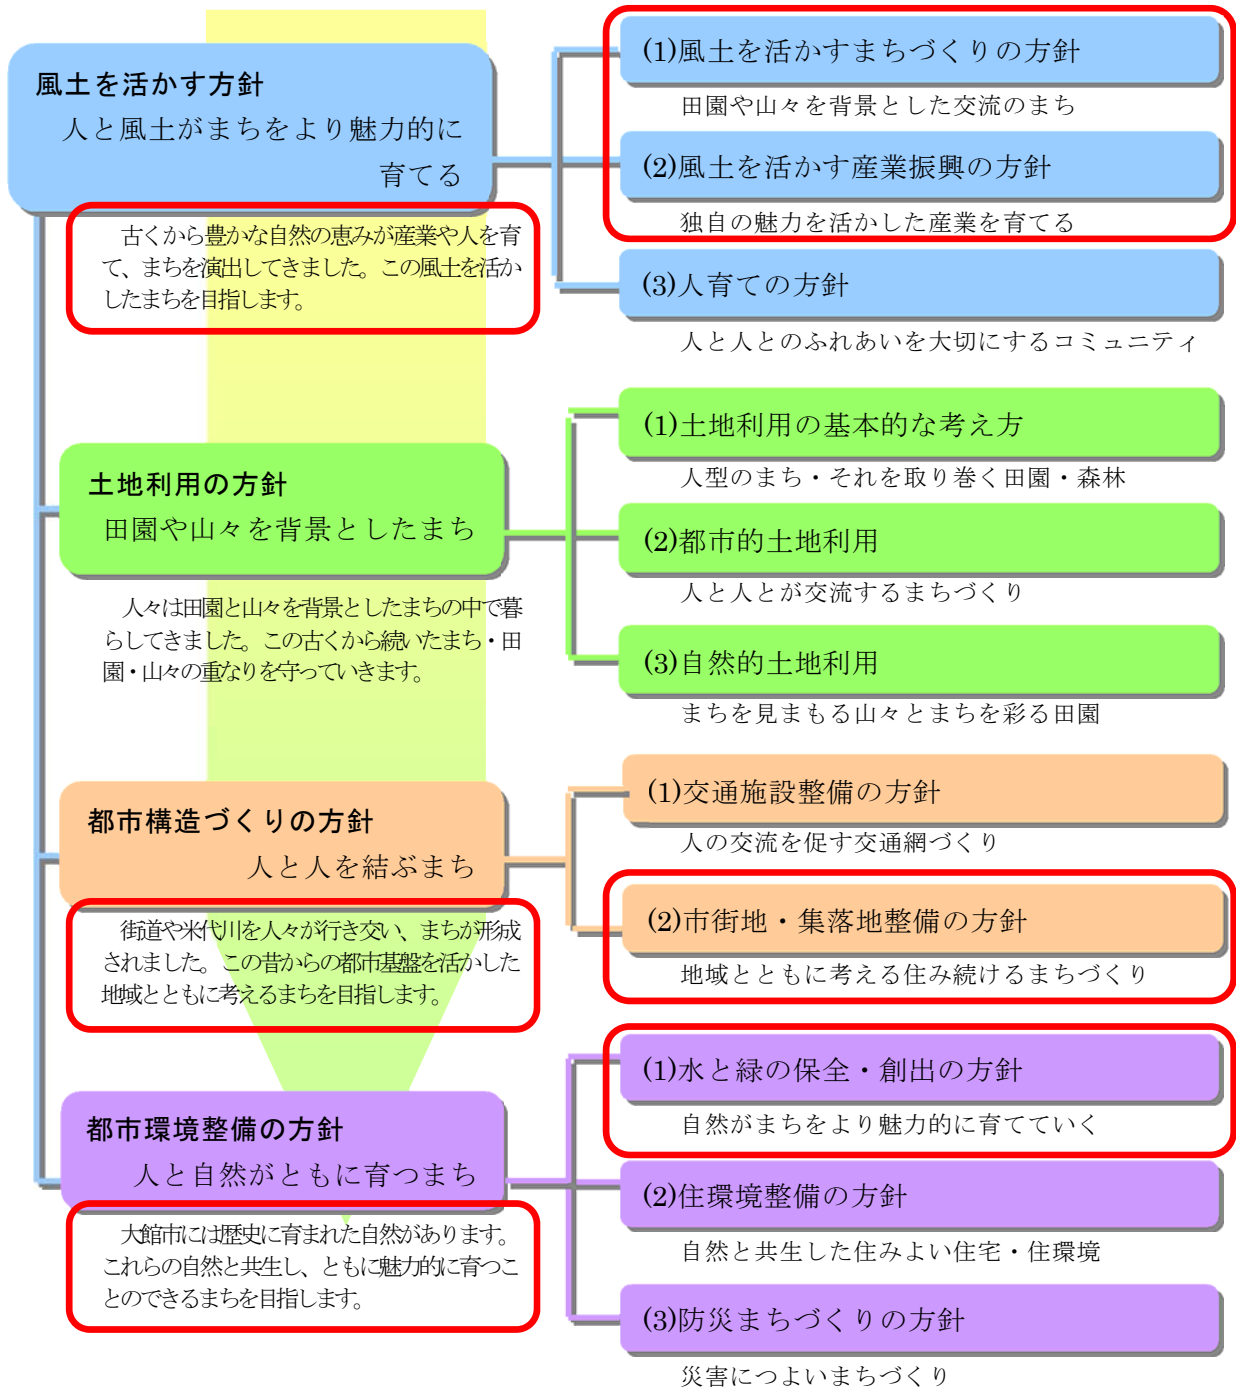 風土を活かす方針
人と風土がまちをより魅力的に
育てる
古くから豊かな自然の恵みが産業や人を育
て、まちを演出してきました。この風土を活か
したまちを目指します。
(1)風土を活かすまちづくりの方針
田園や山々を背景とした交流のまち
(2)風土を活かす産業振興の方針
独自の魅力を活かした産業を育てる
(3)人育ての方針
人と人とのふれあいを大切にするコミュニティ
土地利用の方針
田園や山々を背景としたまち
人々は田園と山々を背景としたまちの中で暮
らしてきました。この古くから続いたまち・田
園・山々の重なりを守っていきます。
(1)土地利用の基本的な考え方
人型のまち・それを取り巻く田園・森林
(2)都市的土地利用
人と人とが交流するまちづくり
(3)自然的土地利用
まちを見まもる山々とまちを彩る田園
都市構造づくりの方針
人と人を結ぶまち
街道や米代川を人々が行き交い、まちが形成
されました。この昔からの都市基盤を活かした
地域とともに考えるまちを目指します。
(1)交通施設整備の方針
人の交流を促す交通網づくり
(2)市街地・集落地整備の方針
地域とともに考える住み続けるまちづくり
都市環境整備の方針
人と自然がともに育つまち
大館市には歴史に育まれた自然があります。
これらの自然と共生し、ともに魅力的に育つこ
とのできるまちを目指します。
(1)水と緑の保全・創出の方針
自然がまちをより魅力的に育てていく
(2)住環境整備の方針
自然と共生した住みよい住宅・住環境
(3)防災まちづくりの方針
災害につよいまちづくり